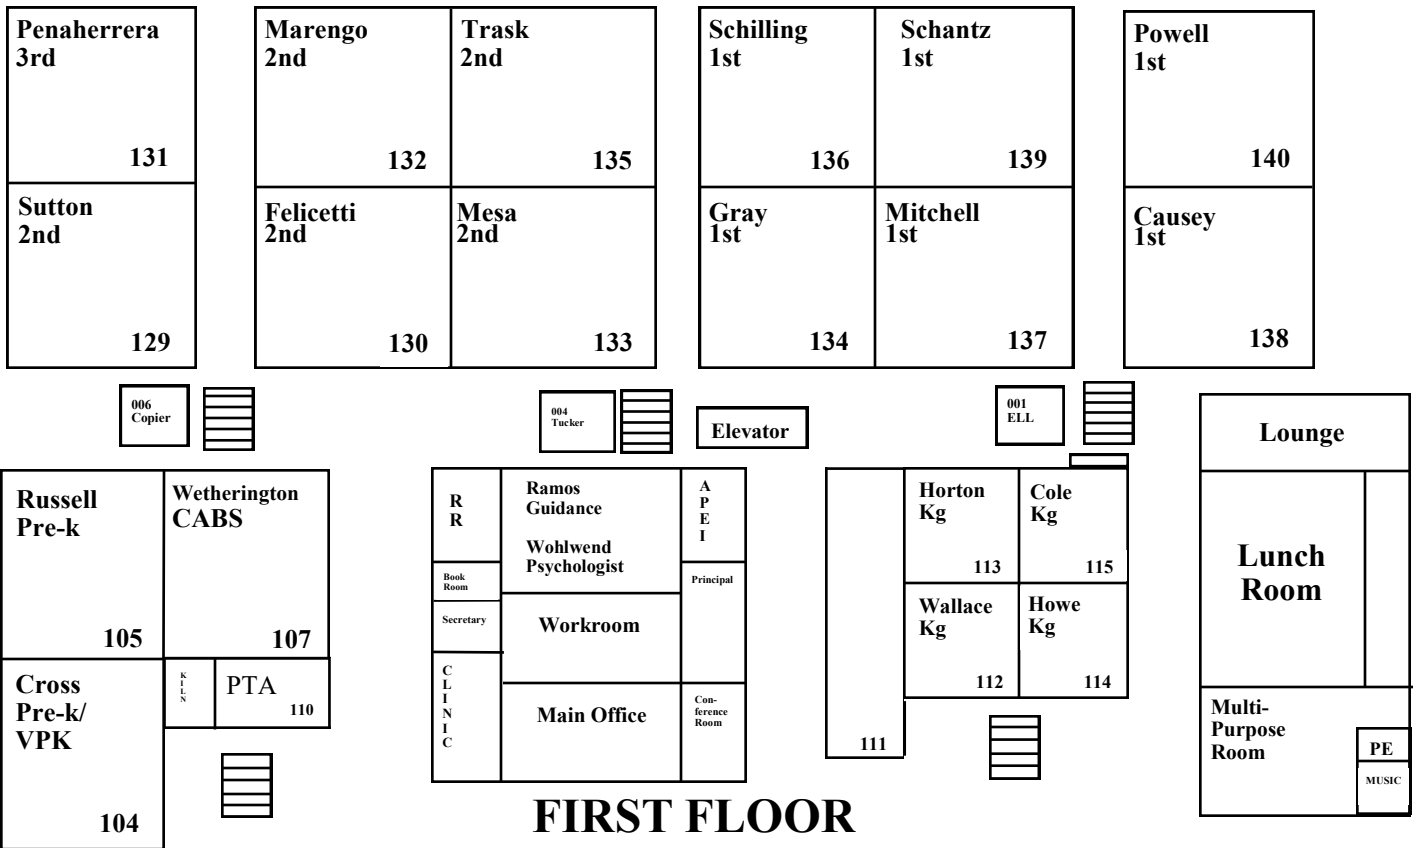 Penaherrera
3rd
131
Sutton
2nd
129
Marengo
2nd
132
Trask
2nd
135
Felicetti
2nd
130
Mesa
2nd
133
Schilling
1st
136
Schantz
1st
139
Gray
1st
134
Mitchell
1st
137
Powell
1st
140
Causey
1st
138
006
Copier
004
Tucker
Elevator
001
ELL
Russell
Pre-k
105
Wetherington
CABS
107
Cross
Pre-k/
VPK
104
KILN
PTA
110
RR
Book
Room
Secretary
CLINIC
Ramos
Guidance
Wohlwend
Psychologist
Workroom
Main Office
APEI
Principal
Con-
ference
Room
111
Horton
Kg
113
Cole
Kg
115
Wallace
Kg
112
Howe
Kg
114
Lounge
Lunch
Room
Multi-
Purpose
Room
PE
MUSIC
FIRST FLOOR